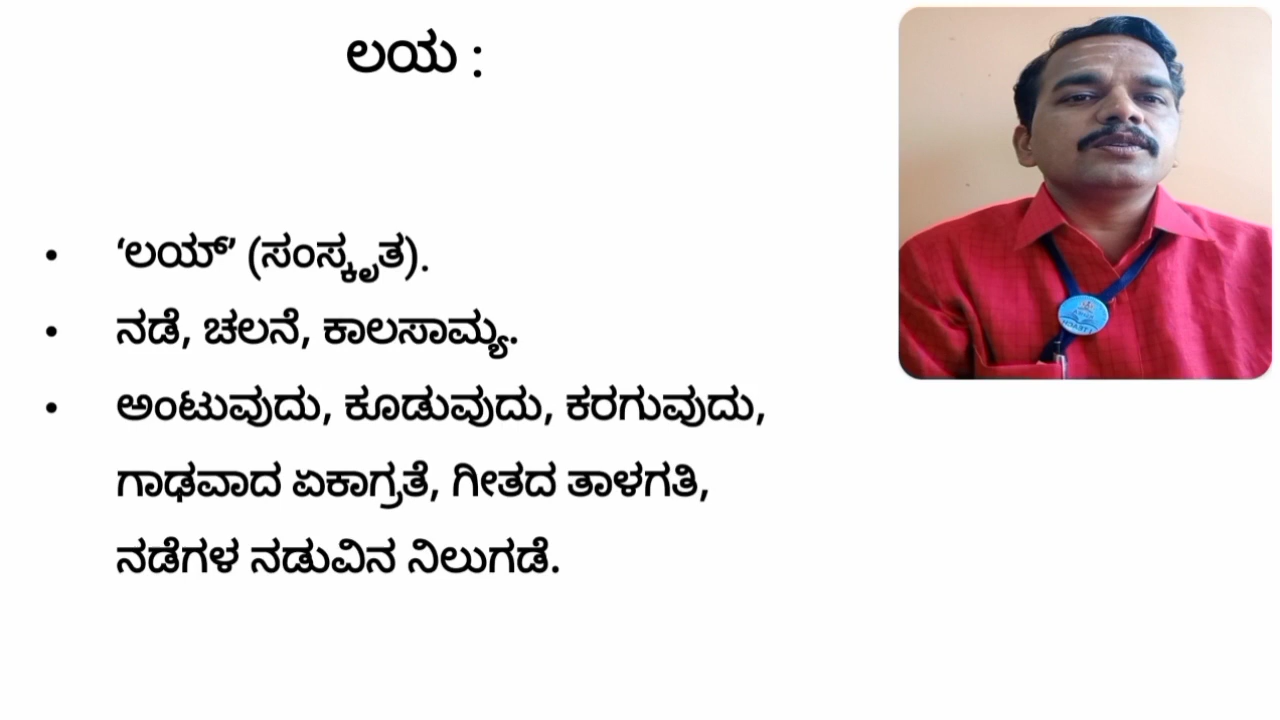 ಲಯ :
• ‘ಲಯ್’ (ಸಂಸ್ಕೃತ).
• ನಡೆ, ಚಲನೆ, ಕಾಲಸಾಮ್ಯ.
• ಅಂಟುವುದು, ಕೂಡುವುದು, ಕರಗುವುದು,
ಗಾಢವಾದ ಏಕಾಗ್ರತೆ, ಗೀತದ ತಾಳಗತಿ,
ನಡೆಗಳ ನಡುವಿನ ನಿಲುಗಡೆ.